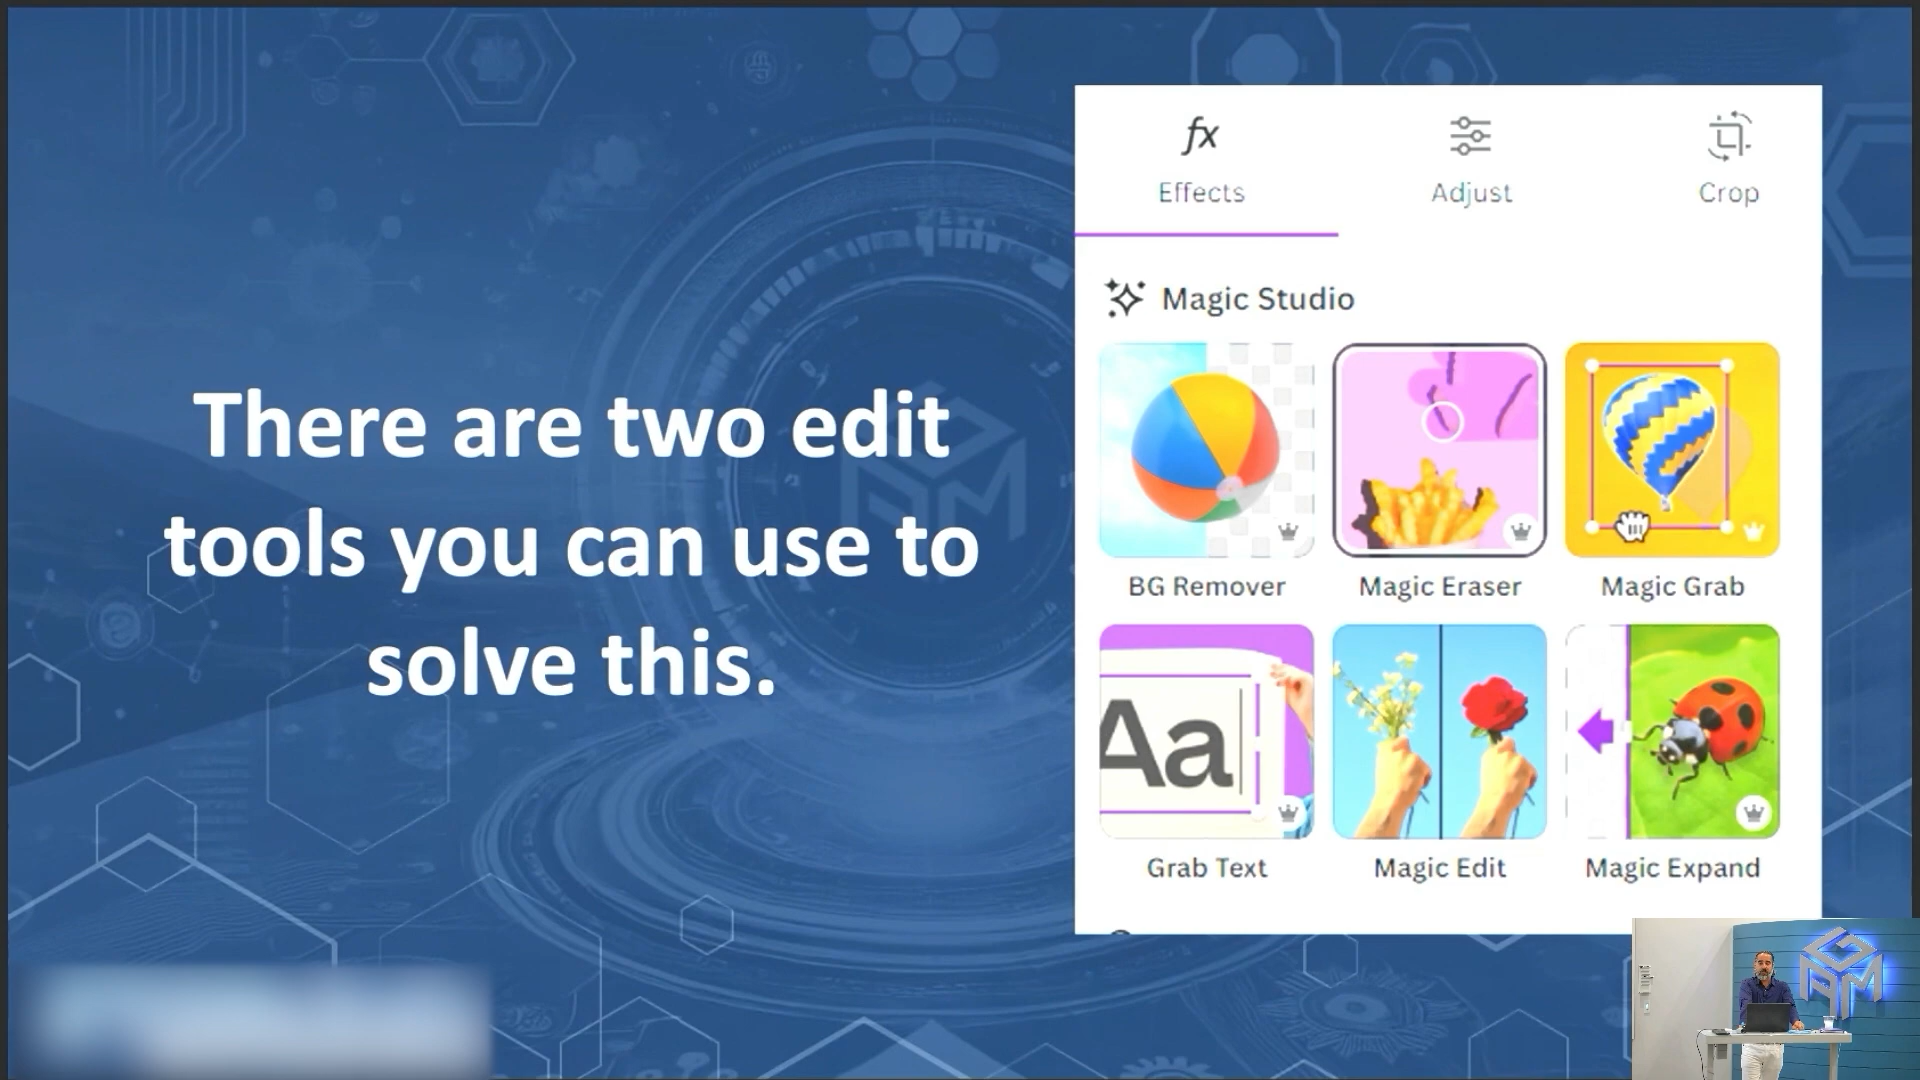 There are two edit
tools you can use to
solve this.
fx
Effects
Adjust
Crop
Magic Studio
BG Remover
Magic Eraser
Magic Grab
Aa
Grab Text
Magic Edit
Magic Expand